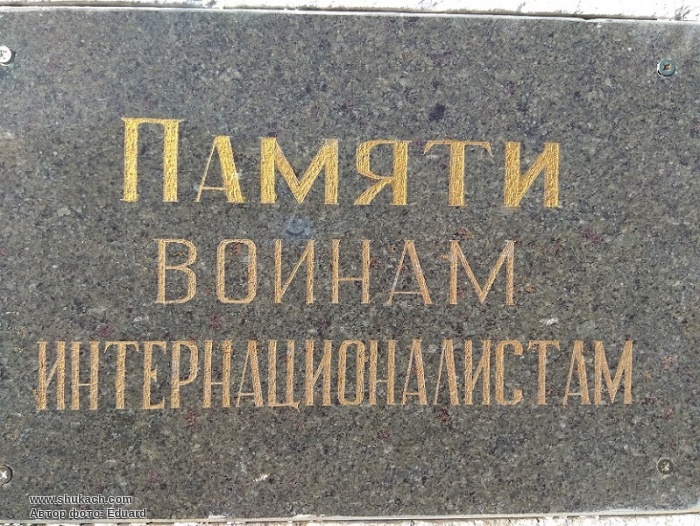 Памяти
воинам
интернационалистам
www.shukach.com
Автор фото: Eduard